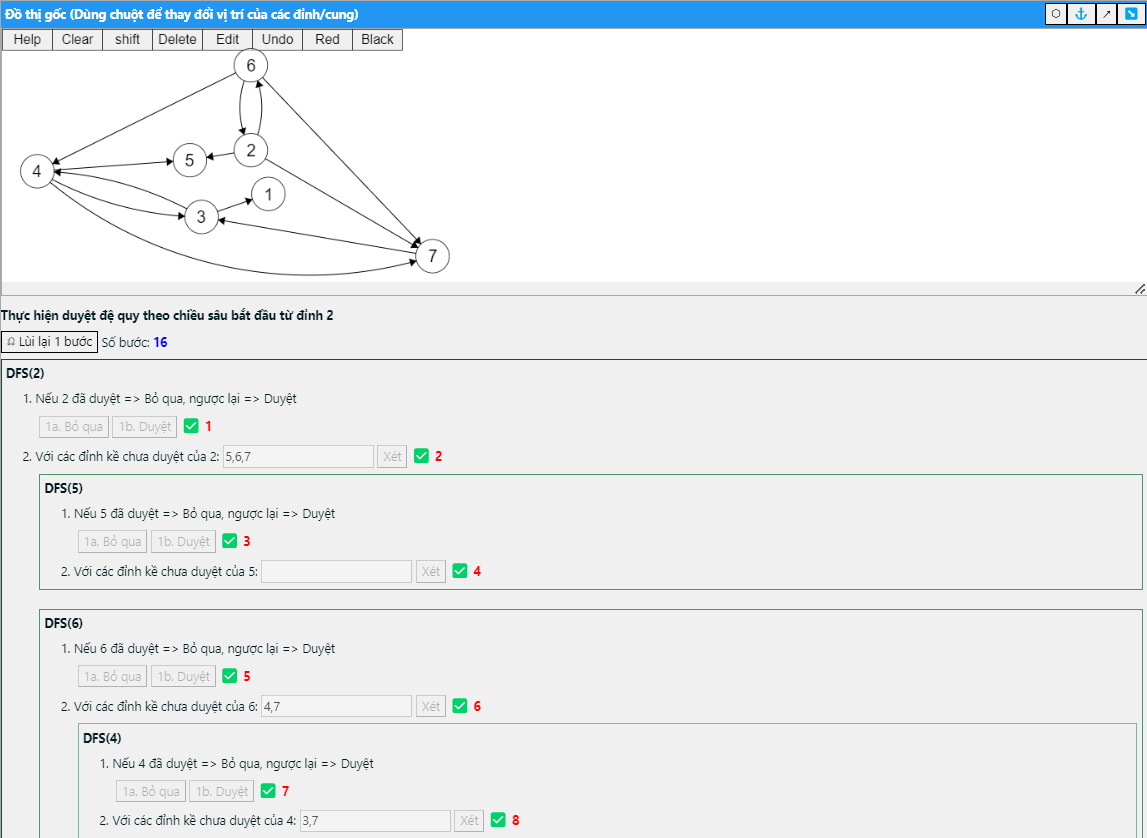 Đồ thị gốc (Dùng chuột để thay đổi vị trí của các đỉnh/cung)
Help Clear shift Delete Edit Undo Red Black
6
2
5
4
1
3
7
Thực hiện duyệt đệ quy theo chiều sâu bắt đầu từ đỉnh 2
Lùi lại 1 bước Số bước: 16
DFS(2)
1. Nếu 2 đã duyệt => Bỏ qua, ngược lại => Duyệt
1a. Bỏ qua 1b. Duyệt 1
2. Với các đỉnh kề chưa duyệt của 2: 5,6,7 Xét 2
DFS(5)
1. Nếu 5 đã duyệt => Bỏ qua, ngược lại => Duyệt
1a. Bỏ qua 1b. Duyệt 3
2. Với các đỉnh kề chưa duyệt của 5: Xét 4
DFS(6)
1. Nếu 6 đã duyệt => Bỏ qua, ngược lại => Duyệt
1a. Bỏ qua 1b. Duyệt 5
2. Với các đỉnh kề chưa duyệt của 6: 4,7 Xét 6
DFS(4)
1. Nếu 4 đã duyệt => Bỏ qua, ngược lại => Duyệt
1a. Bỏ qua 1b. Duyệt 7
2. Với các đỉnh kề chưa duyệt của 4: 3,7 Xét 8